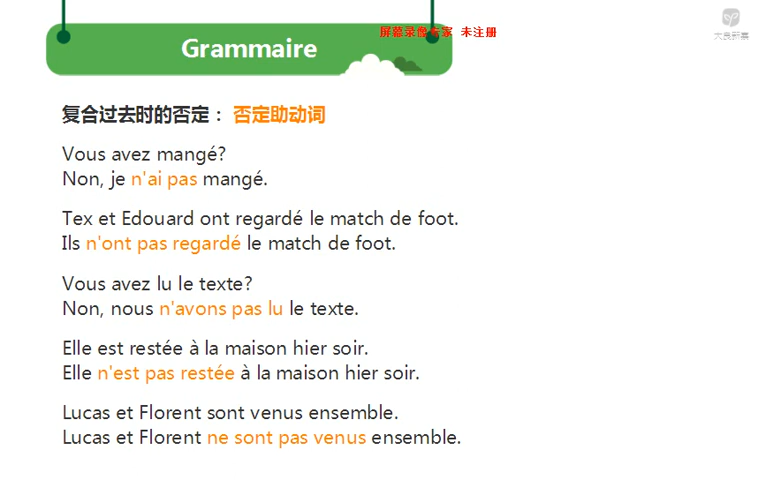 Grammaire
屏幕录像专家 未注册
太良新慕
复合过去时的否定： 否定助动词
Vous avez mangé?
Non, je n'ai pas mangé.
Tex et Edouard ont regardé le match de foot.
Ils n'ont pas regardé le match de foot.
Vous avez lu le texte?
Non, nous n'avons pas lu le texte.
Elle est restée à la maison hier soir.
Elle n'est pas restée à la maison hier soir.
Lucas et Florent sont venus ensemble.
Lucas et Florent ne sont pas venus ensemble.